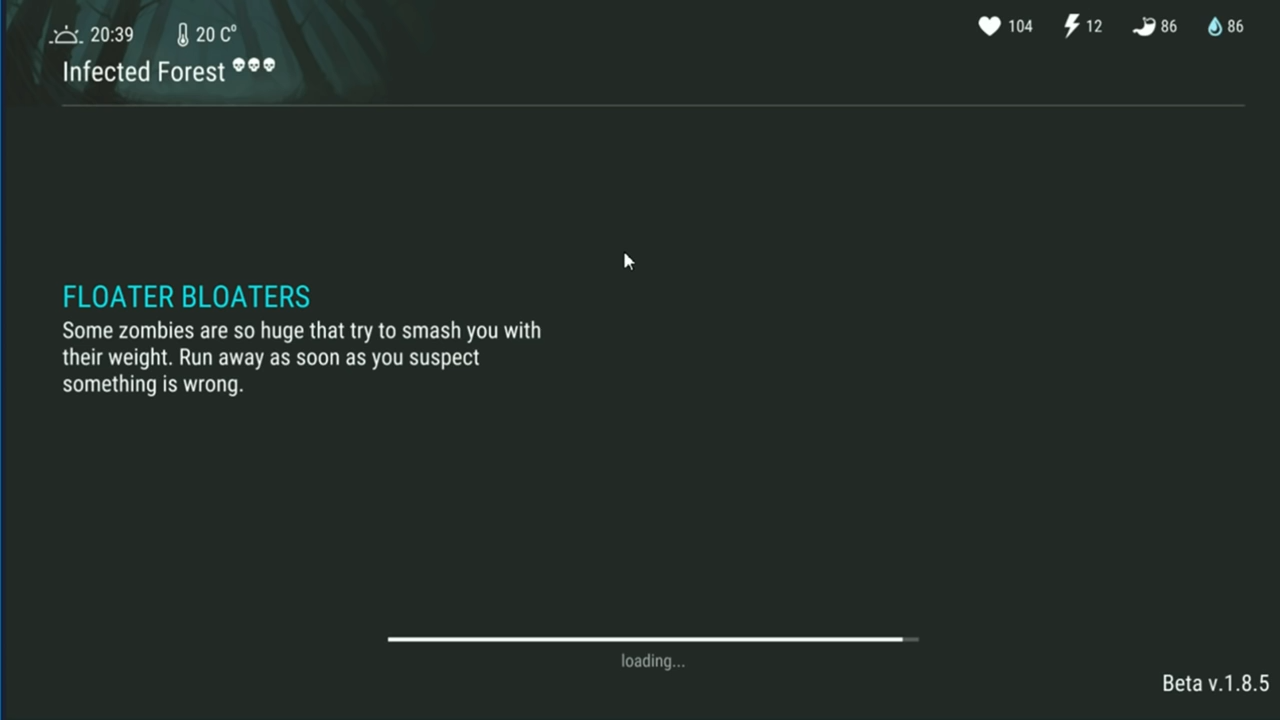 20:39 20 C°
104 12 86 86
Infected Forest
FLOATER BLOATERS
Some zombies are so huge that try to smash you with
their weight. Run away as soon as you suspect
something is wrong.
loading...
Beta v.1.8.5